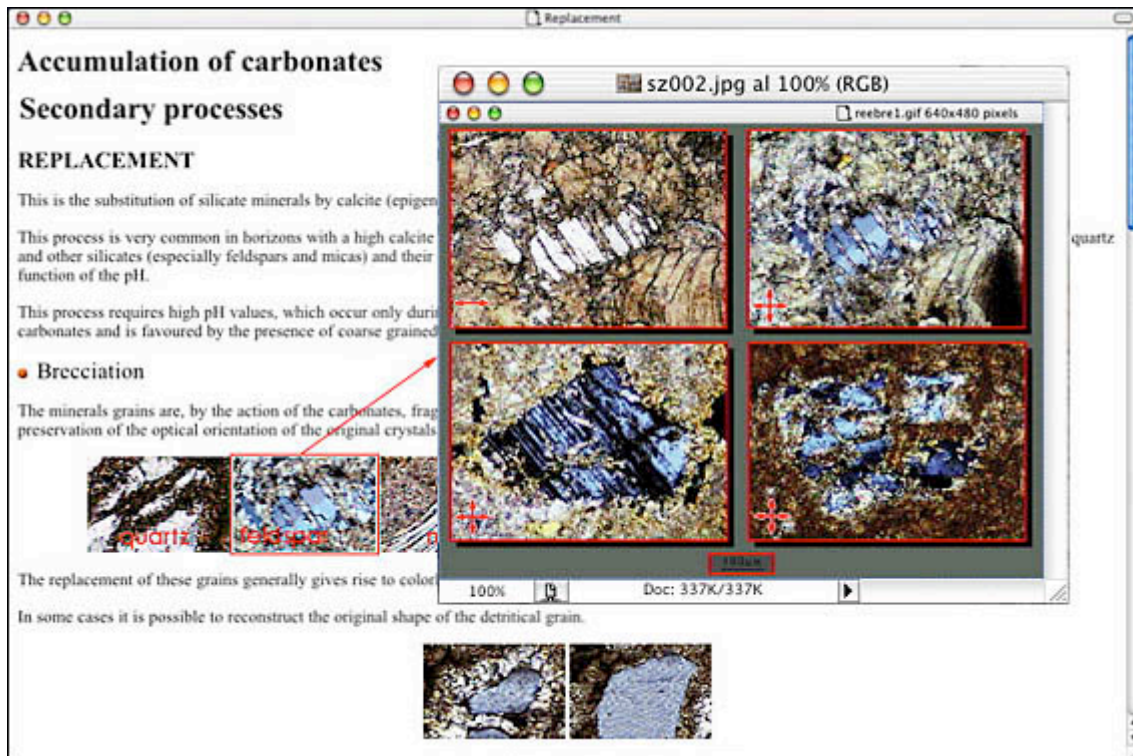 Replacement
Accumulation of carbonates
Secondary processes
REPLACEMENT
This is the substitution of silicate minerals by calcite (epigen
This process is very common in horizons with a high calcite
quartz
and other silicates (especially feldspars and micas) and their
function of the pH.
This process requires high pH values, which occur only durin
carbonates and is favoured by the presence of coarse grained
Brecciation
The minerals grains are, by the action of the carbonates, frag
preservation of the optical orientation of the original crystals
quartz
feldspar
The replacement of these grains generally gives rise to colori
In some cases it is possible to reconstruct the original shape of the detritical grain.
sz002.jpg al 100% (RGB)
reebre1.gif 640x480 pixels
100% Doc: 337K/337K